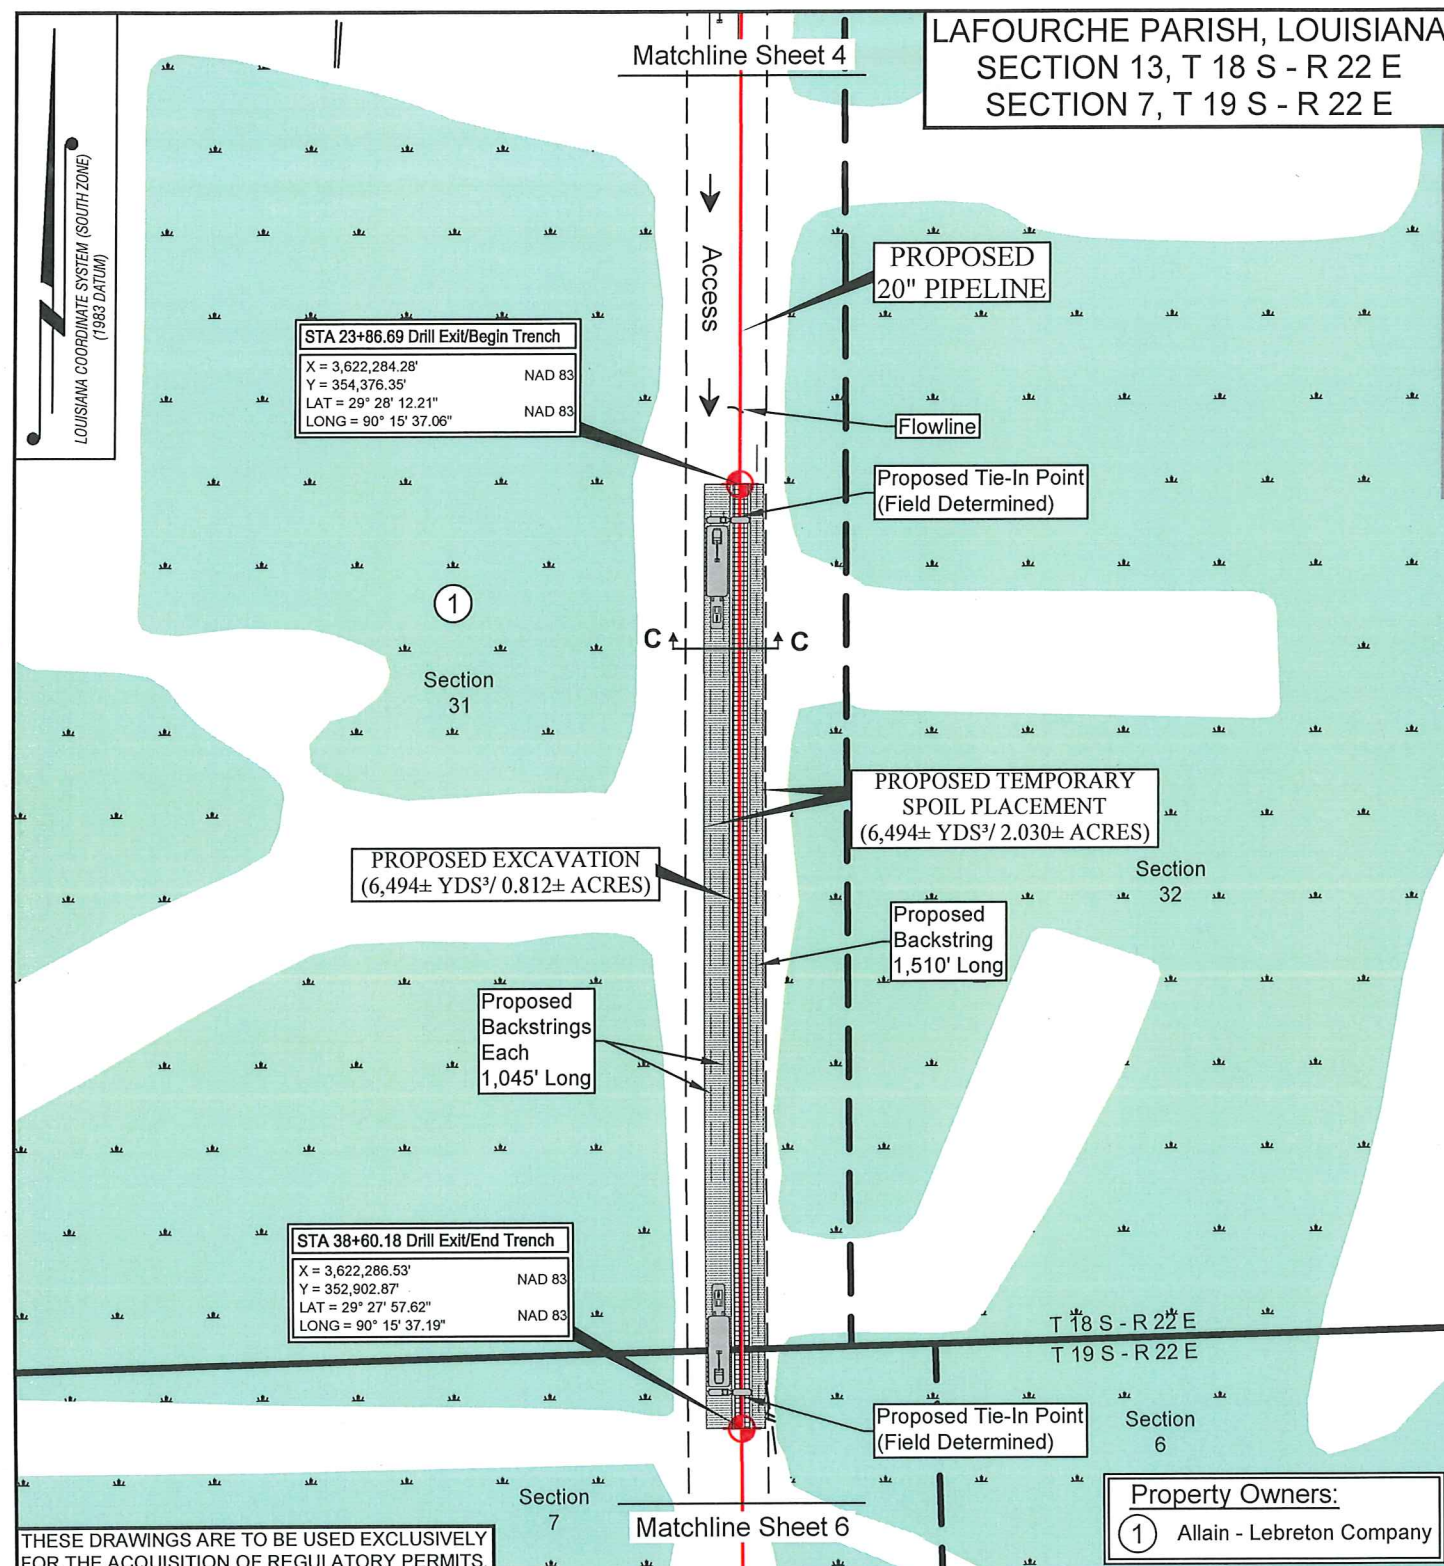 Matchline Sheet 4
LAFOURCHE PARISH, LOUISIANA
SECTION 13, T 18 S - R 22 E
SECTION 7, T 19 S - R 22 E
LOUISIANA COORDINATE SYSTEM (SOUTH ZONE)
(1983 DATUM)
Access
PROPOSED
20" PIPELINE
STA 23+86.69 Drill Exit/Begin Trench
X = 3,622,284.28'
Y = 354,376.35'
NAD 83
LAT = 29° 28' 12.21"
LONG = 90° 15' 37.06"
NAD 83
Flowline
Proposed Tie-In Point
(Field Determined)
1
C C
Section
31
PROPOSED TEMPORARY
SPOIL PLACEMENT
(6,494± YDS³/ 2.030± ACRES)
PROPOSED EXCAVATION
(6,494± YDS³/ 0.812± ACRES)
Section
32
Proposed
Backstring
1,510' Long
Proposed
Backstrings
Each
1,045' Long
STA 38+60.18 Drill Exit/End Trench
X = 3,622,286.53'
Y = 352,902.87'
NAD 83
LAT = 29° 27' 57.62"
LONG = 90° 15' 37.19"
NAD 83
T 18 S - R 22 E
T 19 S - R 22 E
Proposed Tie-In Point
(Field Determined)
Section
6
Section
7
Matchline Sheet 6
Property Owners:
1 Allain - Lebreton Company
THESE DRAWINGS ARE TO BE USED EXCLUSIVELY
FOR THE ACQUISITION OF REGULATORY PERMITS.